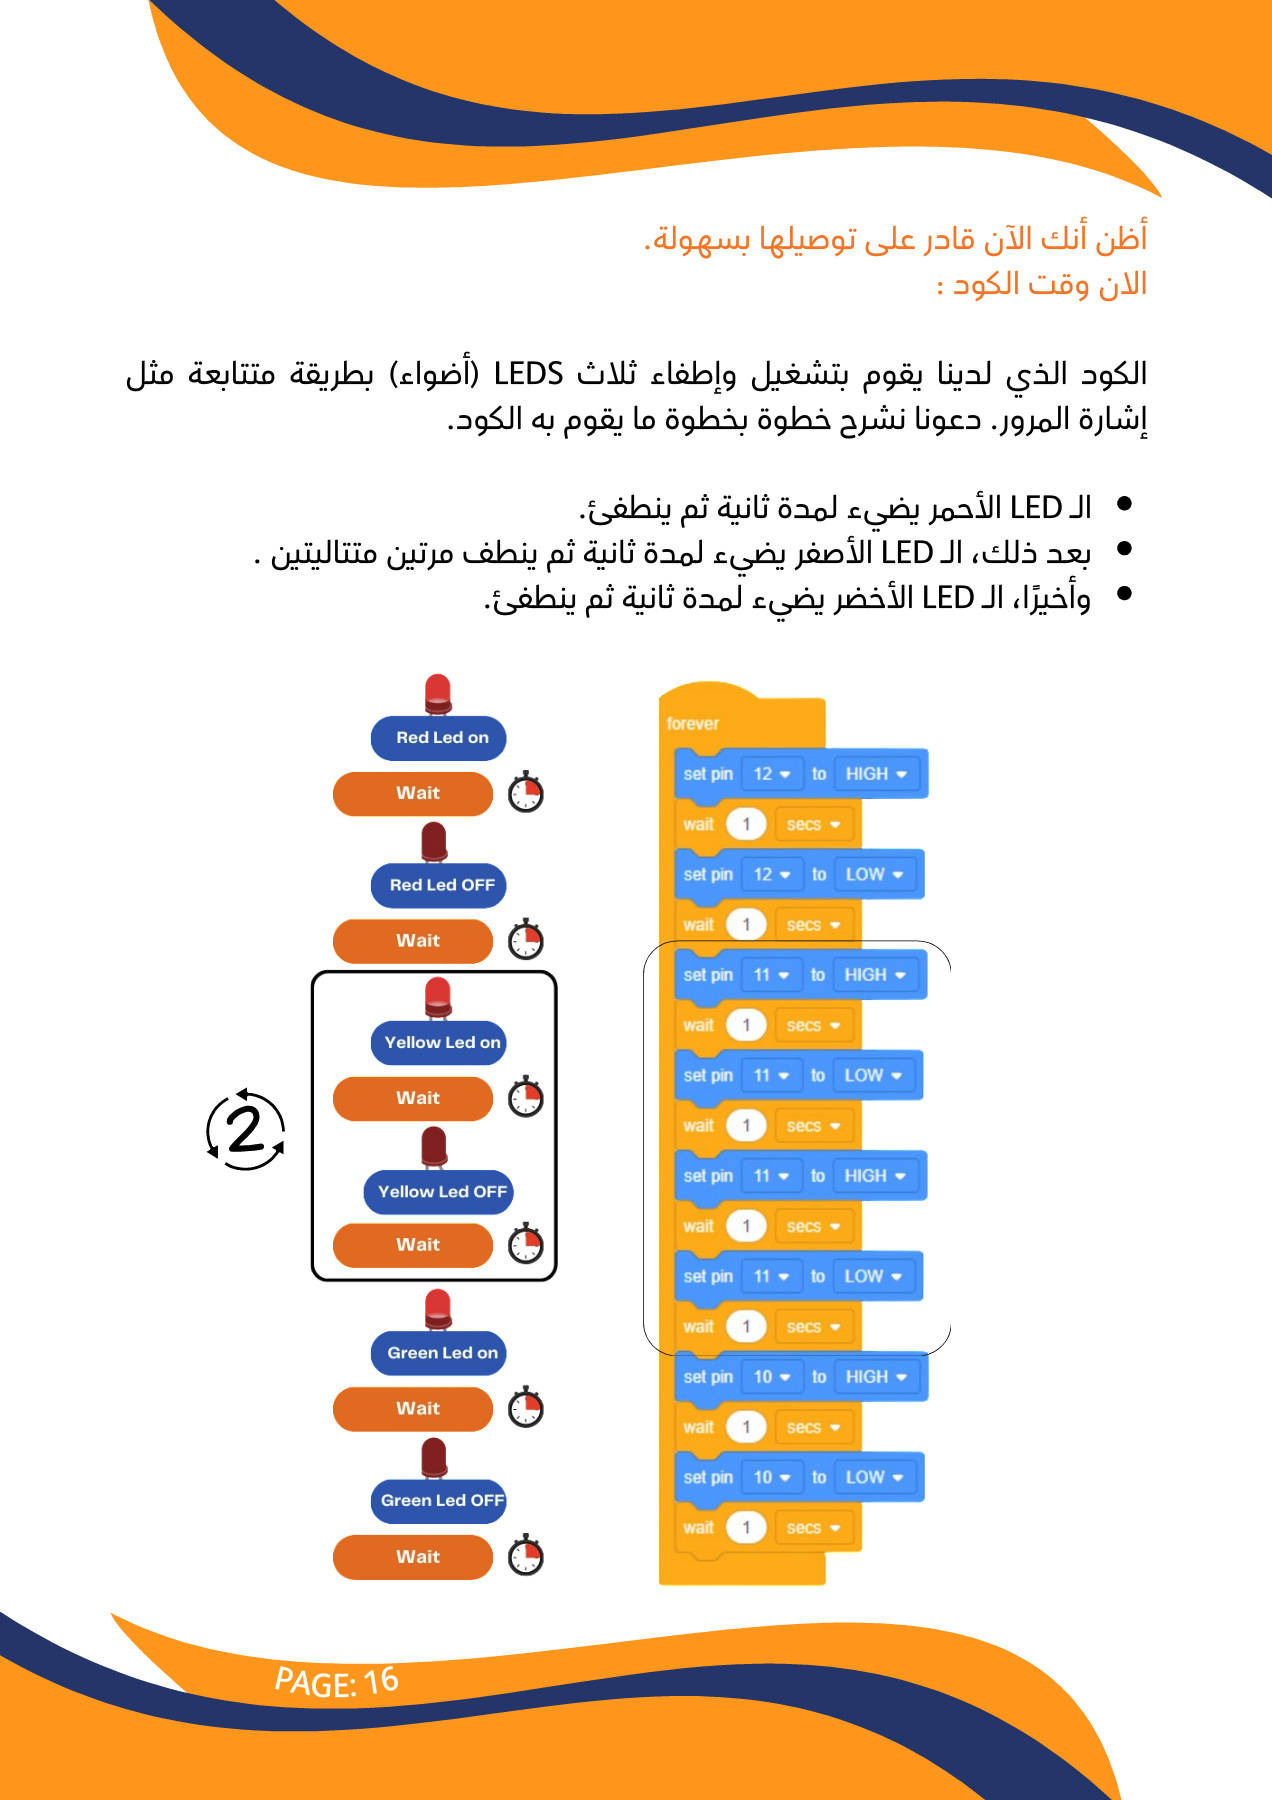 أظن أنك الآن قادر على توصيلها بسهولة.
الان وقت الكود :
الكود الذي لدينا يقوم بتشغيل وإطفاء ثلاث LEDS (أضواء) بطريقة متتابعة مثل
إشارة المرور. دعونا نشرح خطوة بخطوة ما يقوم به الكود.
• الـ LED الأحمر يضيء لمدة ثانية ثم ينطفئ.
• بعد ذلك، الـ LED الأصفر يضيء لمدة ثانية ثم ينطف مرتين متتاليتين .
• وأخيرًا، الـ LED الأخضر يضيء لمدة ثانية ثم ينطفئ.
Red Led on
Wait
Red Led OFF
Wait
Yellow Led on
Wait
2
Yellow Led OFF
Wait
Green Led on
Wait
Green Led OFF
Wait
forever
set pin 12 to HIGH
wait 1 secs
set pin 12 to LOW
wait 1 secs
set pin 11 to HIGH
wait 1 secs
set pin 11 to LOW
wait 1 secs
set pin 11 to HIGH
wait 1 secs
set pin 11 to LOW
wait 1 secs
set pin 10 to HIGH
wait 1 secs
set pin 10 to LOW
wait 1 secs
PAGE: 16